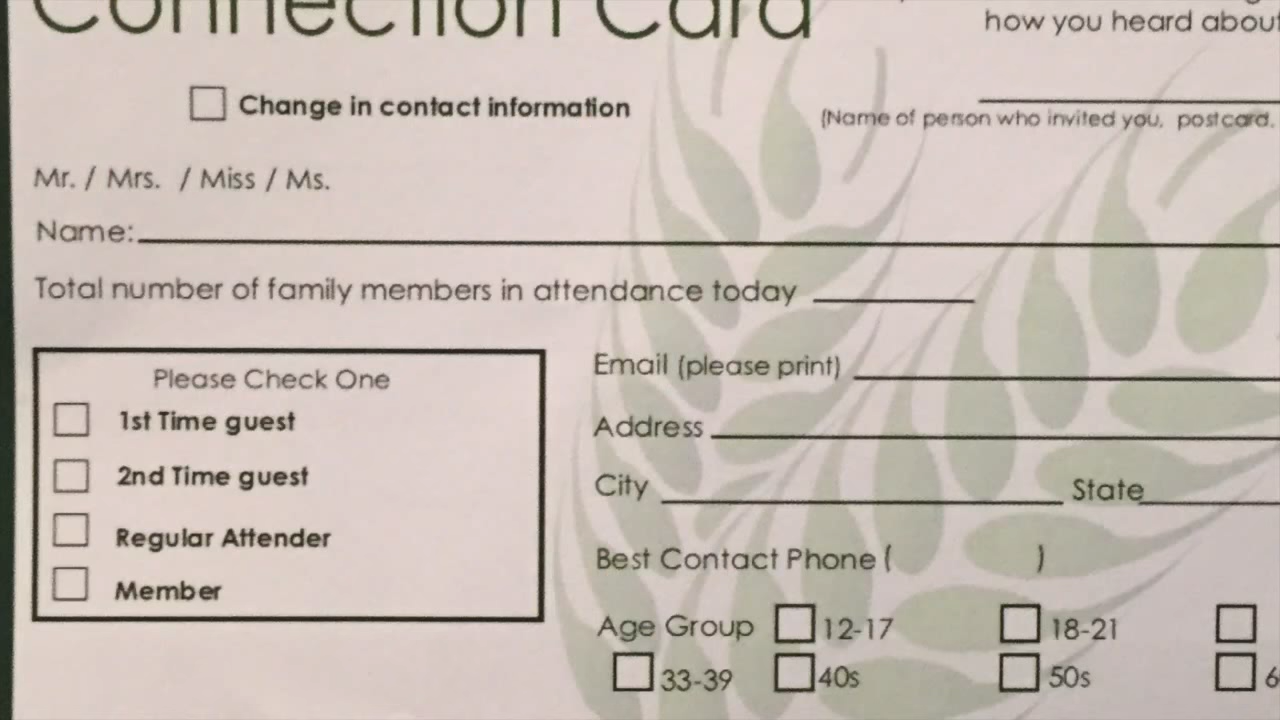 Connection Card
how you heard about
Change in contact information
(Name of person who invited you, postcard,
Mr. / Mrs. / Miss / Ms.
Name:
Total number of family members in attendance today
Please Check One
1st Time guest
2nd Time guest
Regular Attender
Member
Email (please print)
Address
City State
Best Contact Phone ( )
Age Group 12-17 18-21
33-39 40s 50s 6